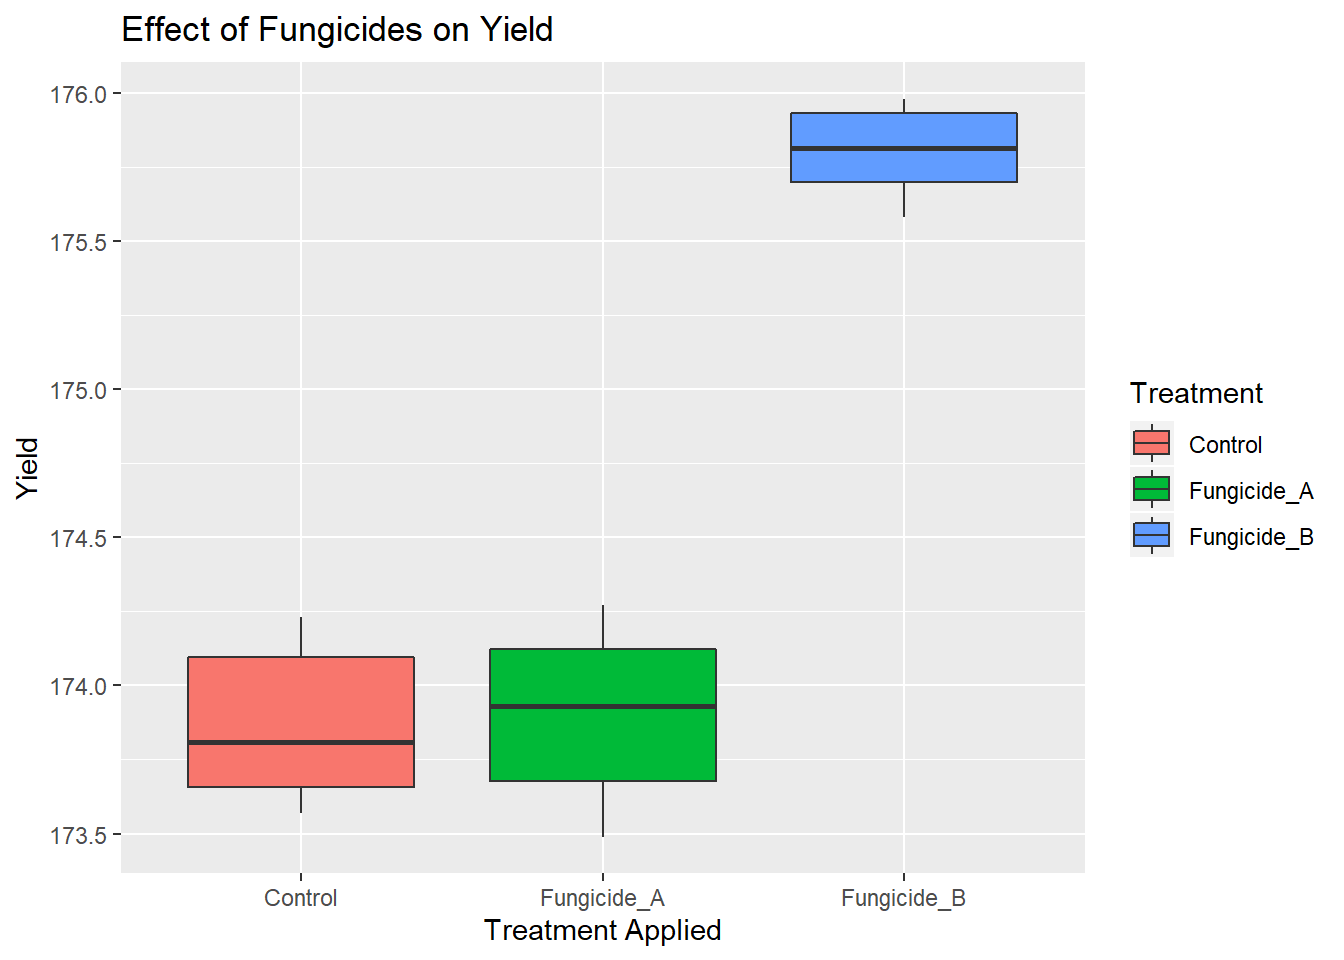 Effect of Fungicides on Yield
176.0
175.5
175.0
174.5
174.0
173.5
Yield
Control
Fungicide_A
Fungicide_B
Treatment Applied
Treatment
Control
Fungicide_A
Fungicide_B